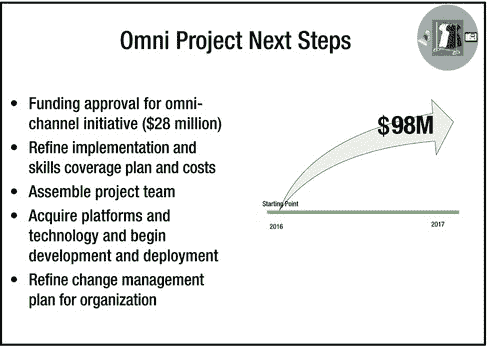 Omni Project Next Steps
• Funding approval for omni-
channel initiative ($28 million)
• Refine implementation and
skills coverage plan and costs
• Assemble project team
• Acquire platforms and
technology and begin
development and deployment
• Refine change management
plan for organization
$98M
Starting Point
2016
2017